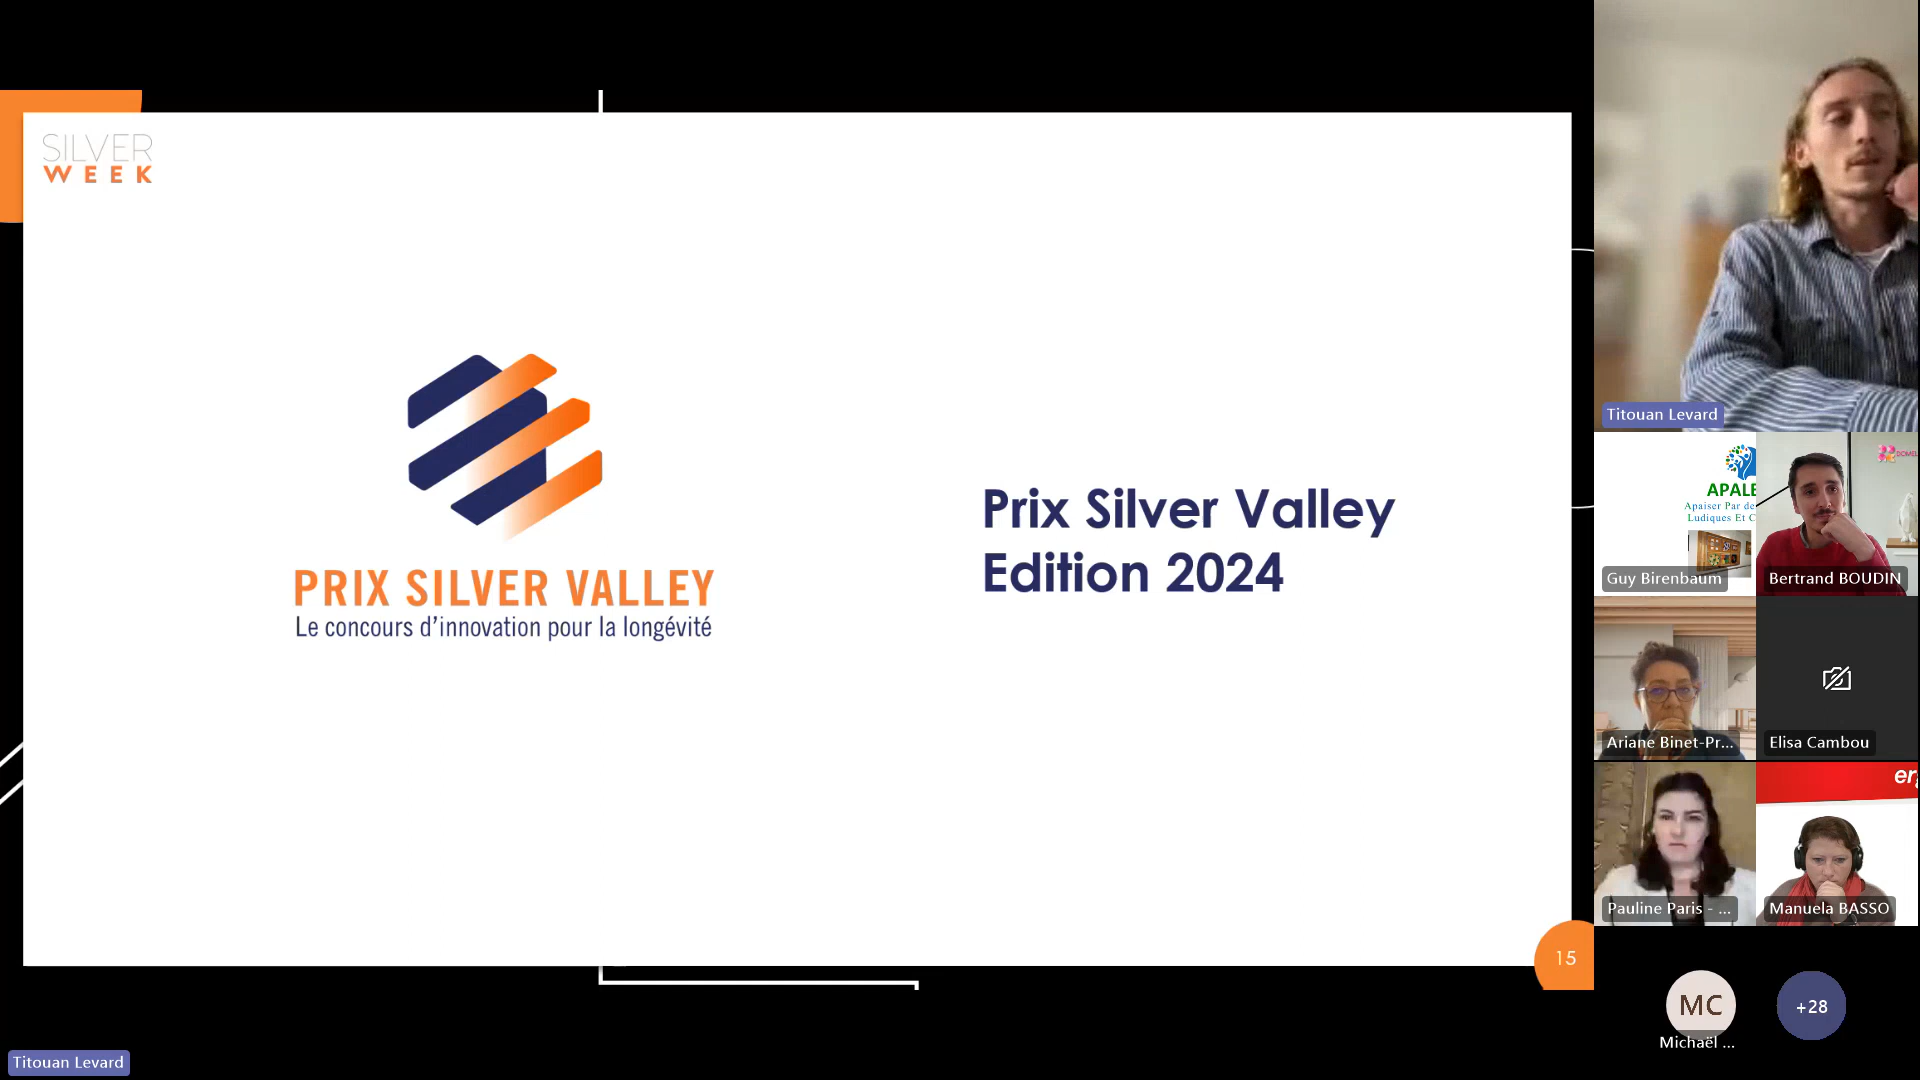 SILVER
WEEK
PRIX SILVER VALLEY
Le concours d'innovation pour la longévité
Prix Silver Valley
Edition 2024
15
Titouan Levard
Titouan Levard
APALE
Apaiser Par de
Ludiques Et C
Guy Birenbaum
DOMEL
Bertrand BOUDIN
Ariane Binet-Pr...
Elisa Cambou
Pauline Paris - ...
er
Manuela BASSO
MC
Michaël ...
+28